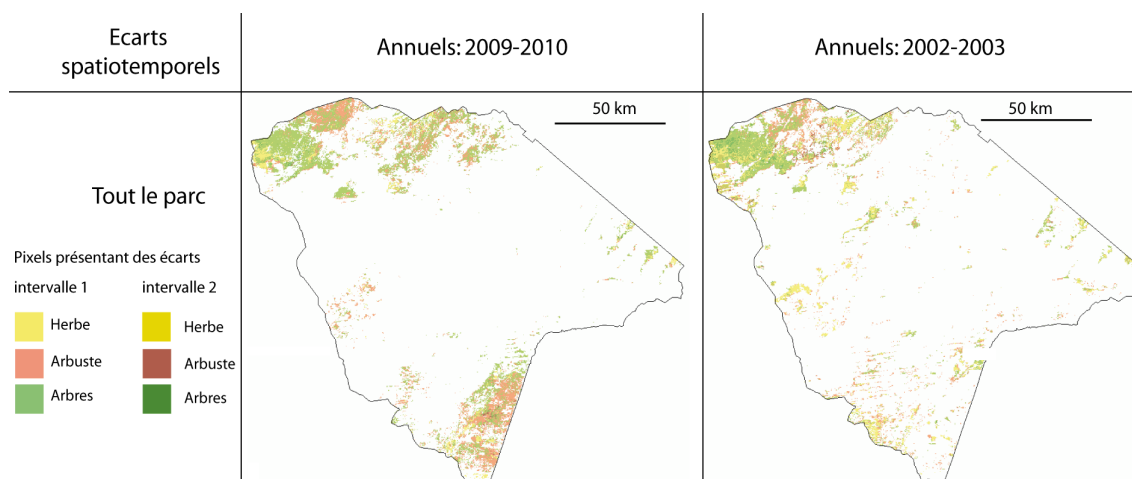 Ecarts
spatiotemporels
Annuels: 2009-2010
Annuels: 2002-2003
50 km
50 km
Tout le parc
Pixels présentant des écarts
intervalle 1
intervalle 2
Herbe
Herbe
Arbuste
Arbuste
Arbres
Arbres